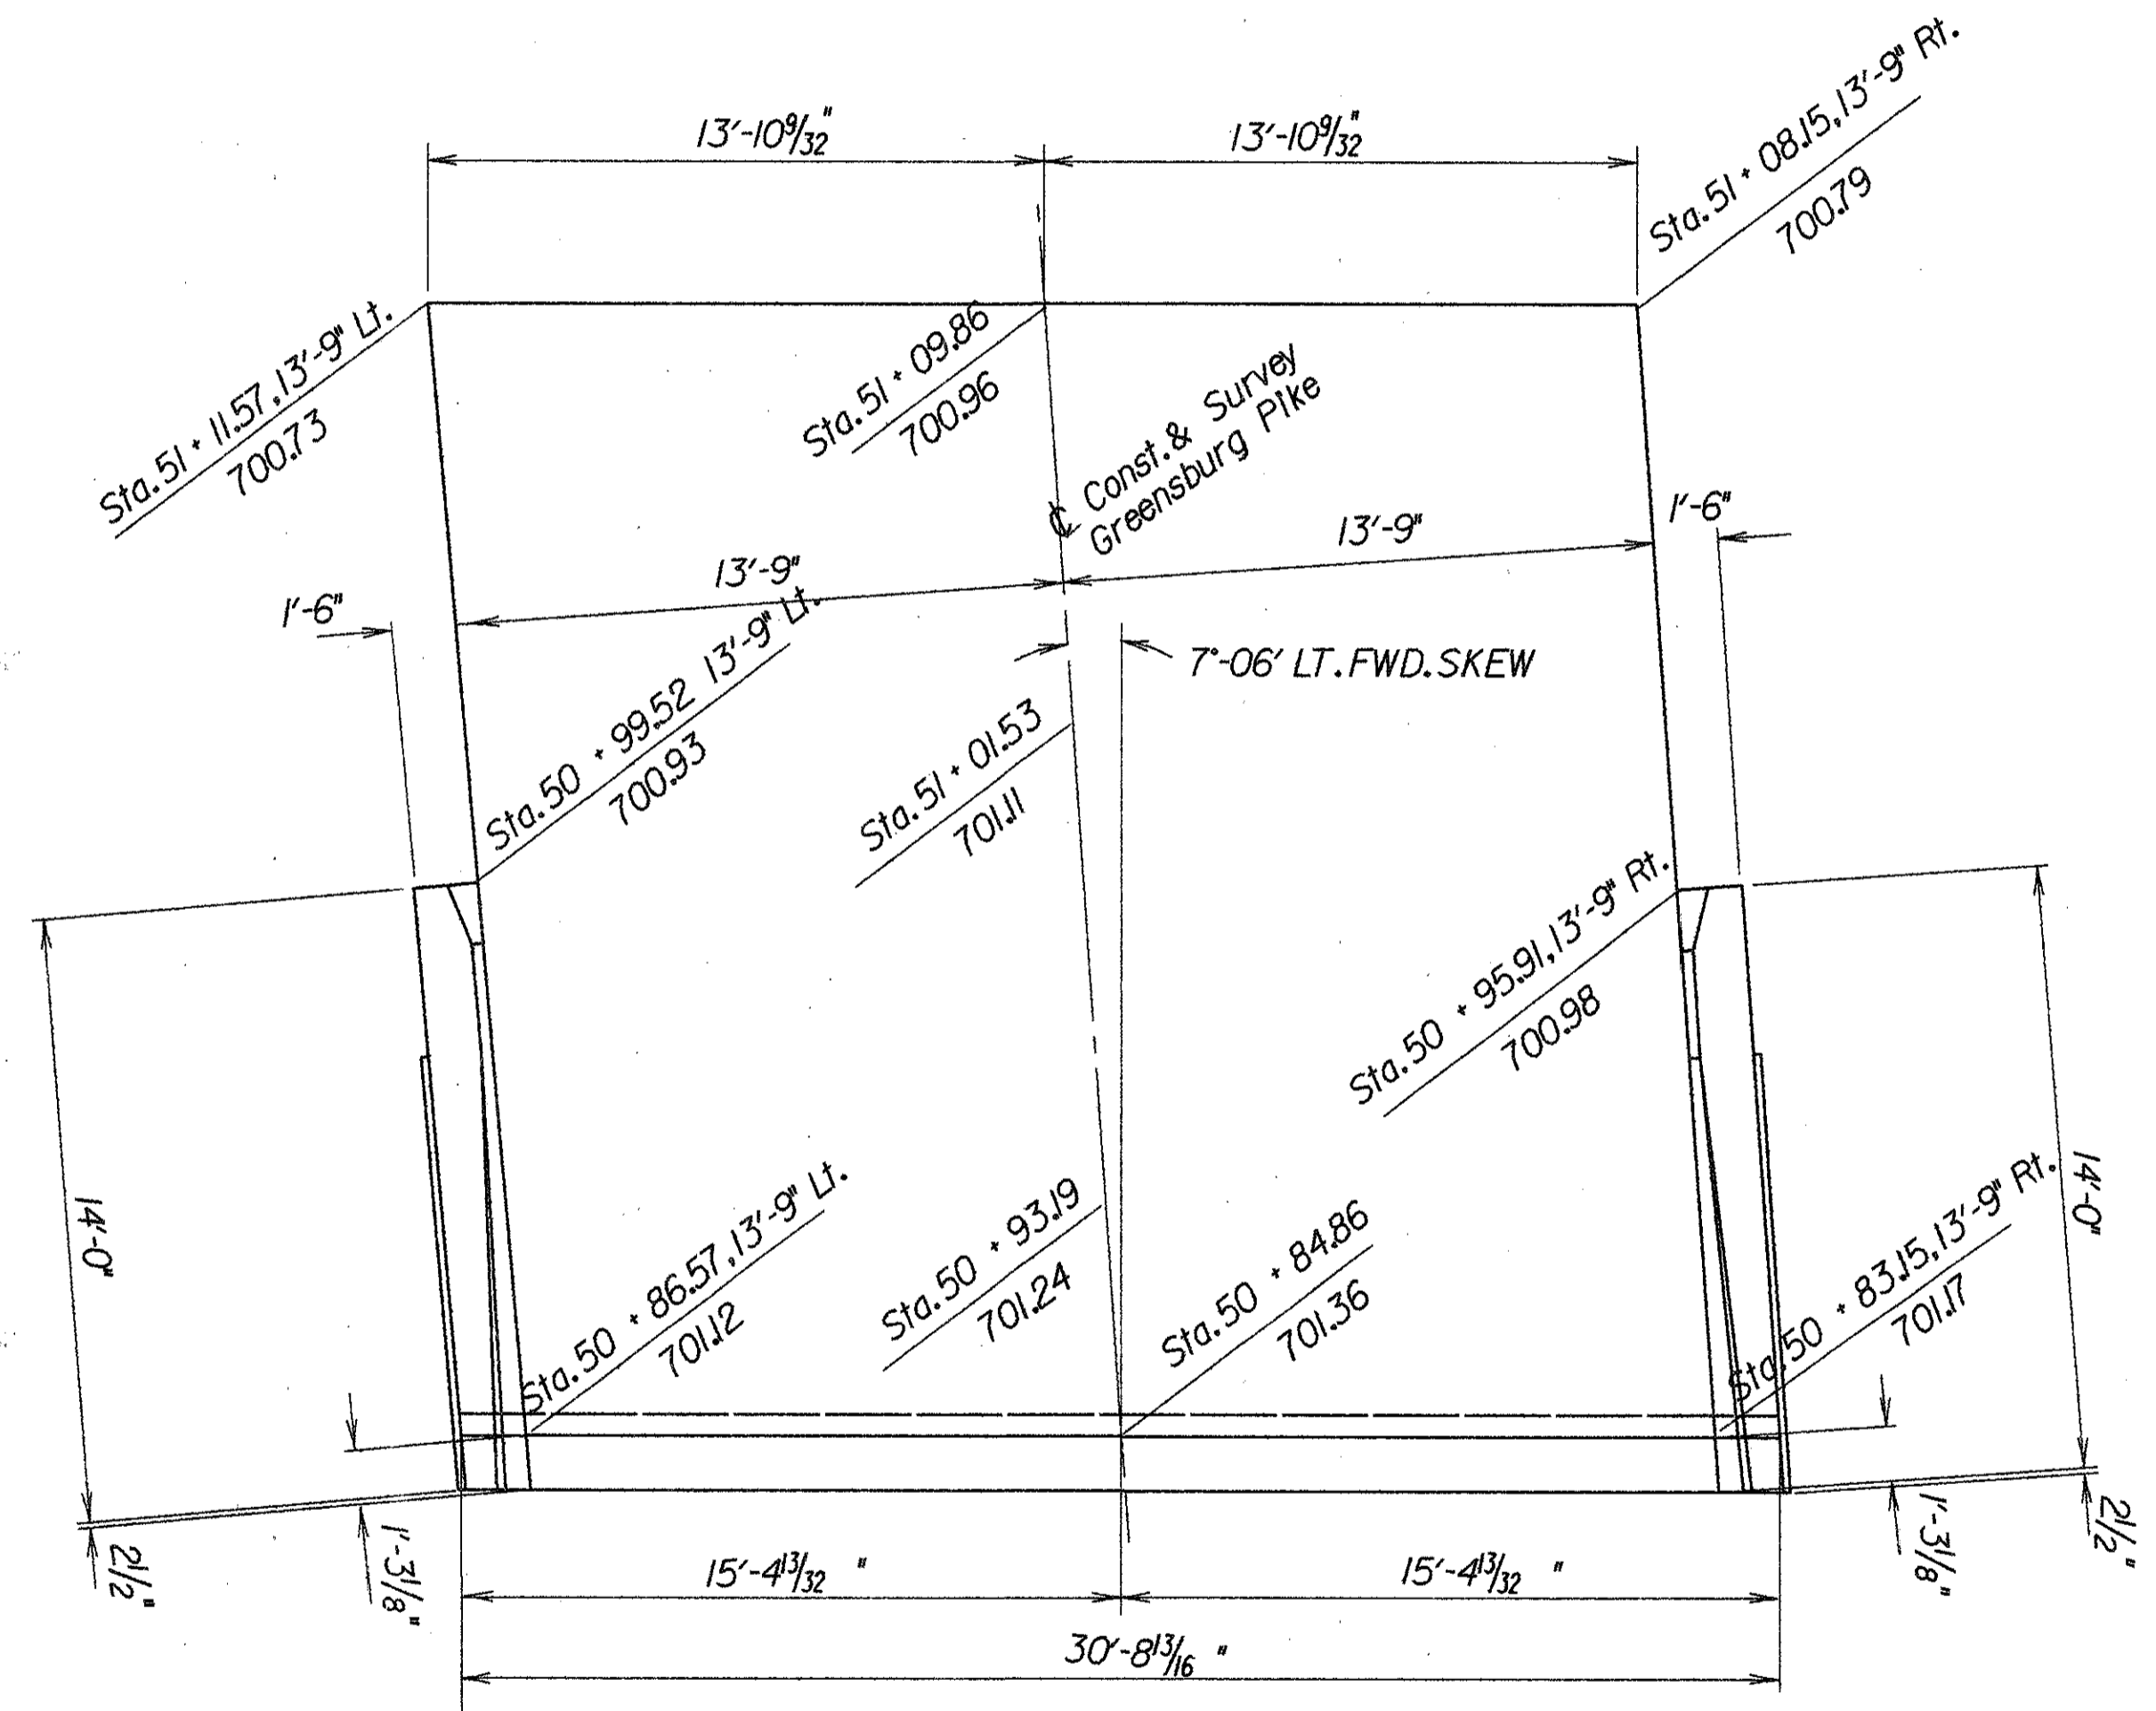 13'-10 9/32"
13'-10 9/32"
Sta. 51 + 08.15, 13'-9" Rt.
700.79
Sta. 51 + 11.57, 13'-9" Lt.
700.73
Sta. 51 + 09.86
700.96
℄ Const. & Survey
Greensburg Pike
1'-6"
13'-9"
13'-9"
1'-6"
7°-06' LT. FWD. SKEW
Sta. 50 + 99.52 13'-9" Lt.
700.93
Sta. 51 + 01.53
701.11
Sta. 50 + 95.91, 13'-9" Rt.
700.98
14'-0"
14'-0"
Sta. 50 + 86.57, 13'-9" Lt.
701.12
Sta. 50 + 93.19
701.24
Sta. 50 + 84.86
701.36
Sta. 50 + 83.15, 13'-9" Rt.
701.17
2 1/2"
1'-3 1/8"
1'-3 1/8"
2 1/2"
15'-4 13/32 "
15'-4 13/32 "
30'-8 13/16 "